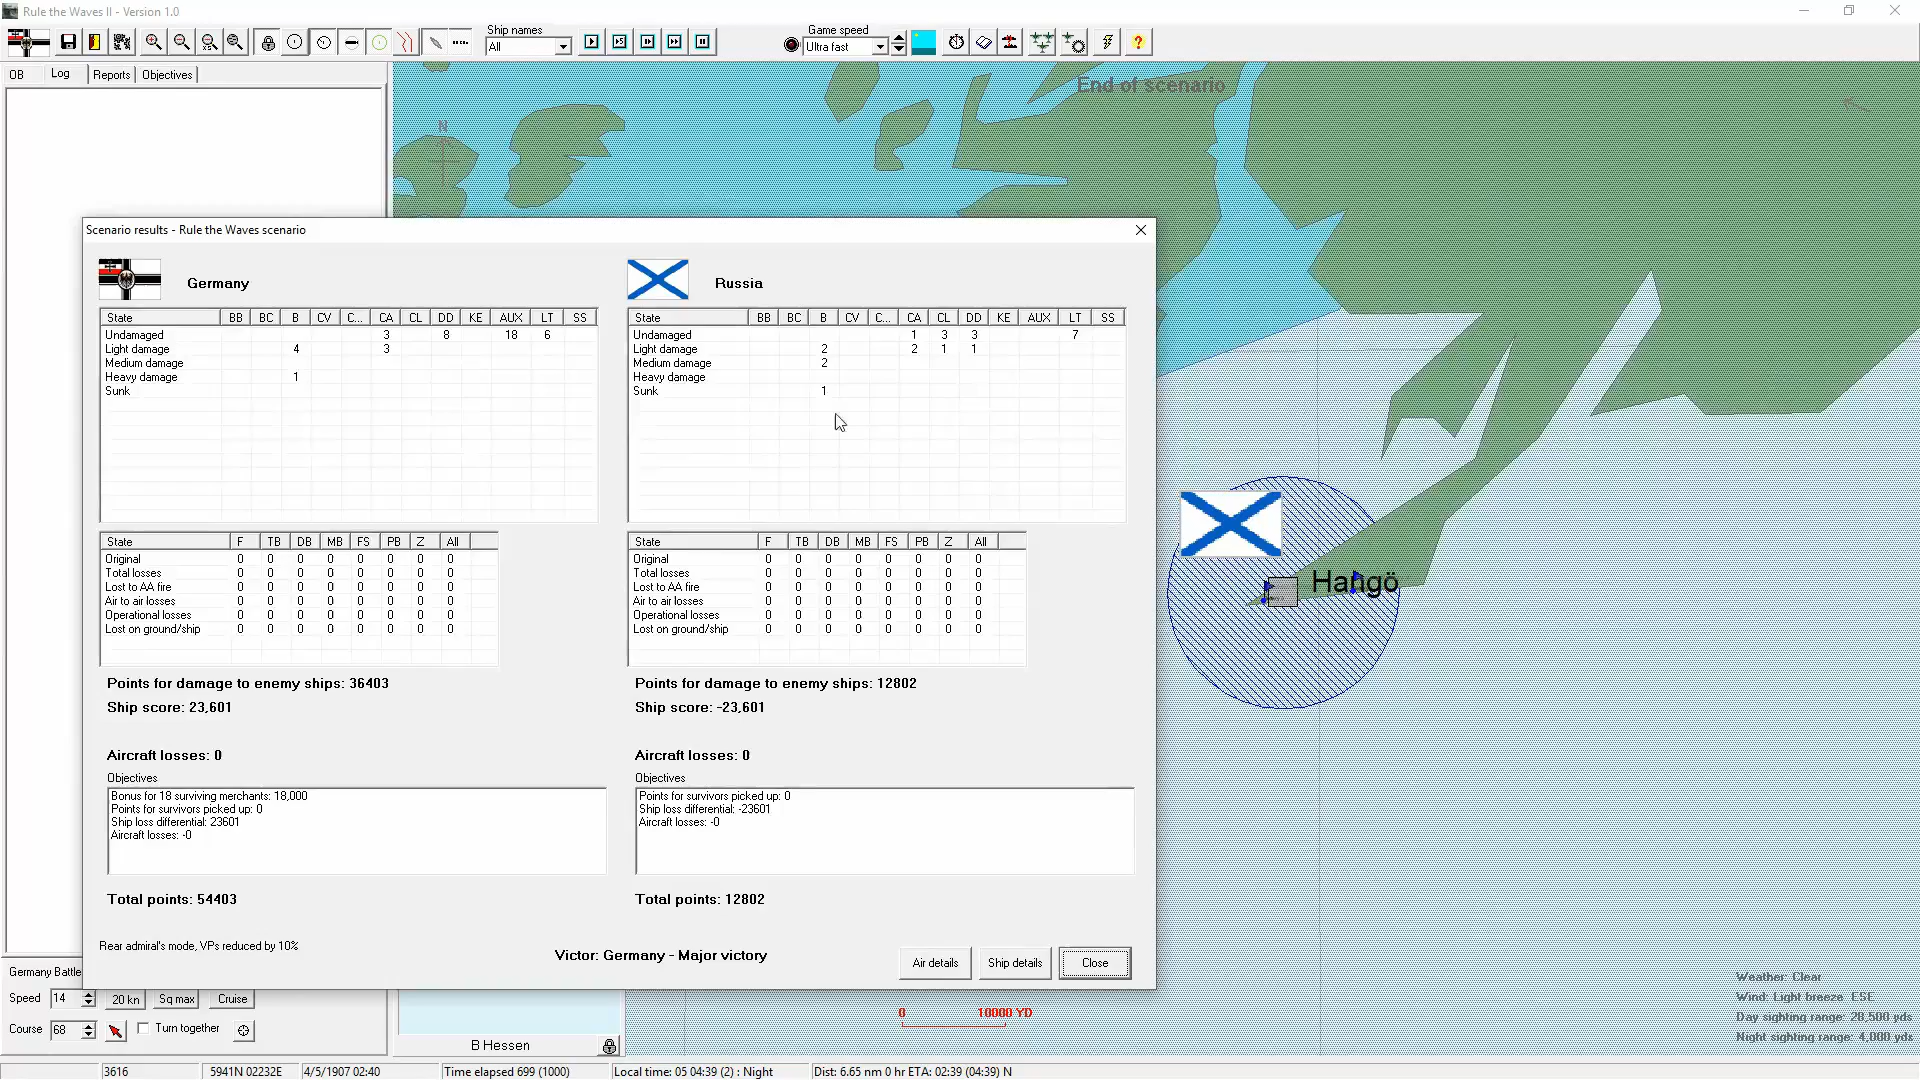 Rule the Waves II - Version 1.0
Ship names
All
Game speed
Ultra fast
OB Log Reports Objectives
End of scenario
N
Scenario results - Rule the Waves scenario
Germany
State BB BC B CV C... CA CL DD KE AUX LT SS
Undamaged 3 8 18 6
Light damage 4 3
Medium damage
Heavy damage 1
Sunk
State F TB DB MB FS PB Z All
Original 0 0 0 0 0 0 0 0
Total losses 0 0 0 0 0 0 0 0
Lost to AA fire 0 0 0 0 0 0 0 0
Air to air losses 0 0 0 0 0 0 0 0
Operational losses 0 0 0 0 0 0 0 0
Lost on ground/ship 0 0 0 0 0 0 0 0
Points for damage to enemy ships: 36403
Ship score: 23,601
Aircraft losses: 0
Objectives
Bonus for 18 surviving merchants: 18,000
Points for survivors picked up: 0
Ship loss differential: 23601
Aircraft losses: -0
Total points: 54403
Russia
State BB BC B CV C... CA CL DD KE AUX LT SS
Undamaged 1 3 3 7
Light damage 2 2 1 1
Medium damage 2
Heavy damage
Sunk 1
State F TB DB MB FS PB Z All
Original 0 0 0 0 0 0 0 0
Total losses 0 0 0 0 0 0 0 0
Lost to AA fire 0 0 0 0 0 0 0 0
Air to air losses 0 0 0 0 0 0 0 0
Operational losses 0 0 0 0 0 0 0 0
Lost on ground/ship 0 0 0 0 0 0 0 0
Points for damage to enemy ships: 12802
Ship score: -23,601
Aircraft losses: 0
Objectives
Points for survivors picked up: 0
Ship loss differential: -23601
Aircraft losses: -0
Total points: 12802
Rear admiral's mode, VPs reduced by 10%
Victor: Germany - Major victory
Air details Ship details Close
Hangö
Germany Battle
Speed 14 20 kn Sq max Cruise
Course 68 Turn together
B Hessen
0 10000 YD
Weather: Clear
Wind: Light breeze ESE
Day sighting range: 28,500 yds
Night sighting range: 4,000 yds
3616 5941N 02232E 4/5/1907 02:40 Time elapsed 699 (1000) Local time: 05 04:39 (2) : Night Dist: 6.65 nm 0 hr ETA: 02:39 (04:39) N